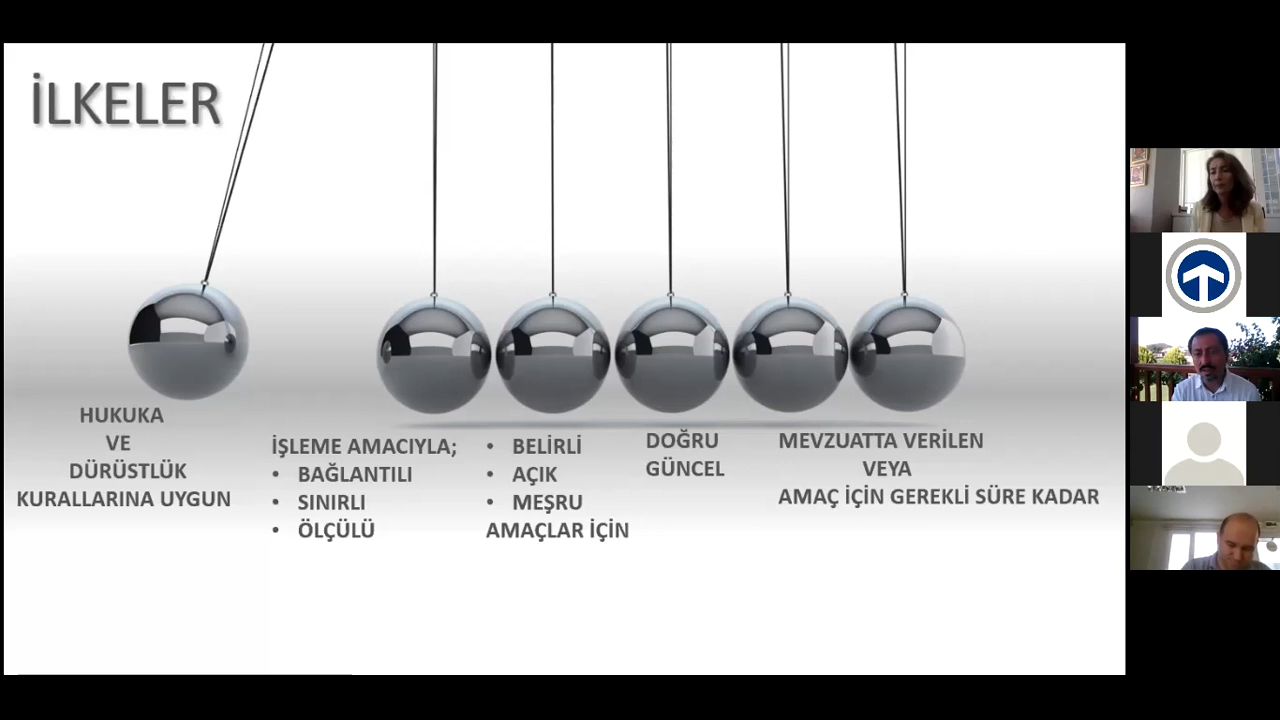 İLKELER
HUKUKA
VE
DÜRÜSTLÜK
KURALLARINA UYGUN
İŞLEME AMACIYLA;
• BAĞLANTILI
• SINIRLI
• ÖLÇÜLÜ
• BELİRLİ
• AÇIK
• MEŞRU
AMAÇLAR İÇİN
DOĞRU
GÜNCEL
MEVZUATTA VERİLEN
VEYA
AMAÇ İÇİN GEREKLİ SÜRE KADAR